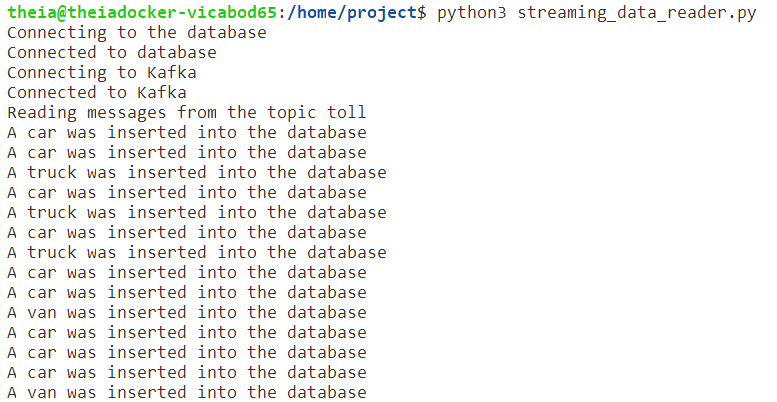 theia@theiadocker-vicabod65:/home/project$ python3 streaming_data_reader.py
Connecting to the database
Connected to database
Connecting to Kafka
Connected to Kafka
Reading messages from the topic toll
A car was inserted into the database
A car was inserted into the database
A truck was inserted into the database
A car was inserted into the database
A truck was inserted into the database
A car was inserted into the database
A truck was inserted into the database
A car was inserted into the database
A car was inserted into the database
A van was inserted into the database
A car was inserted into the database
A car was inserted into the database
A car was inserted into the database
A van was inserted into the database